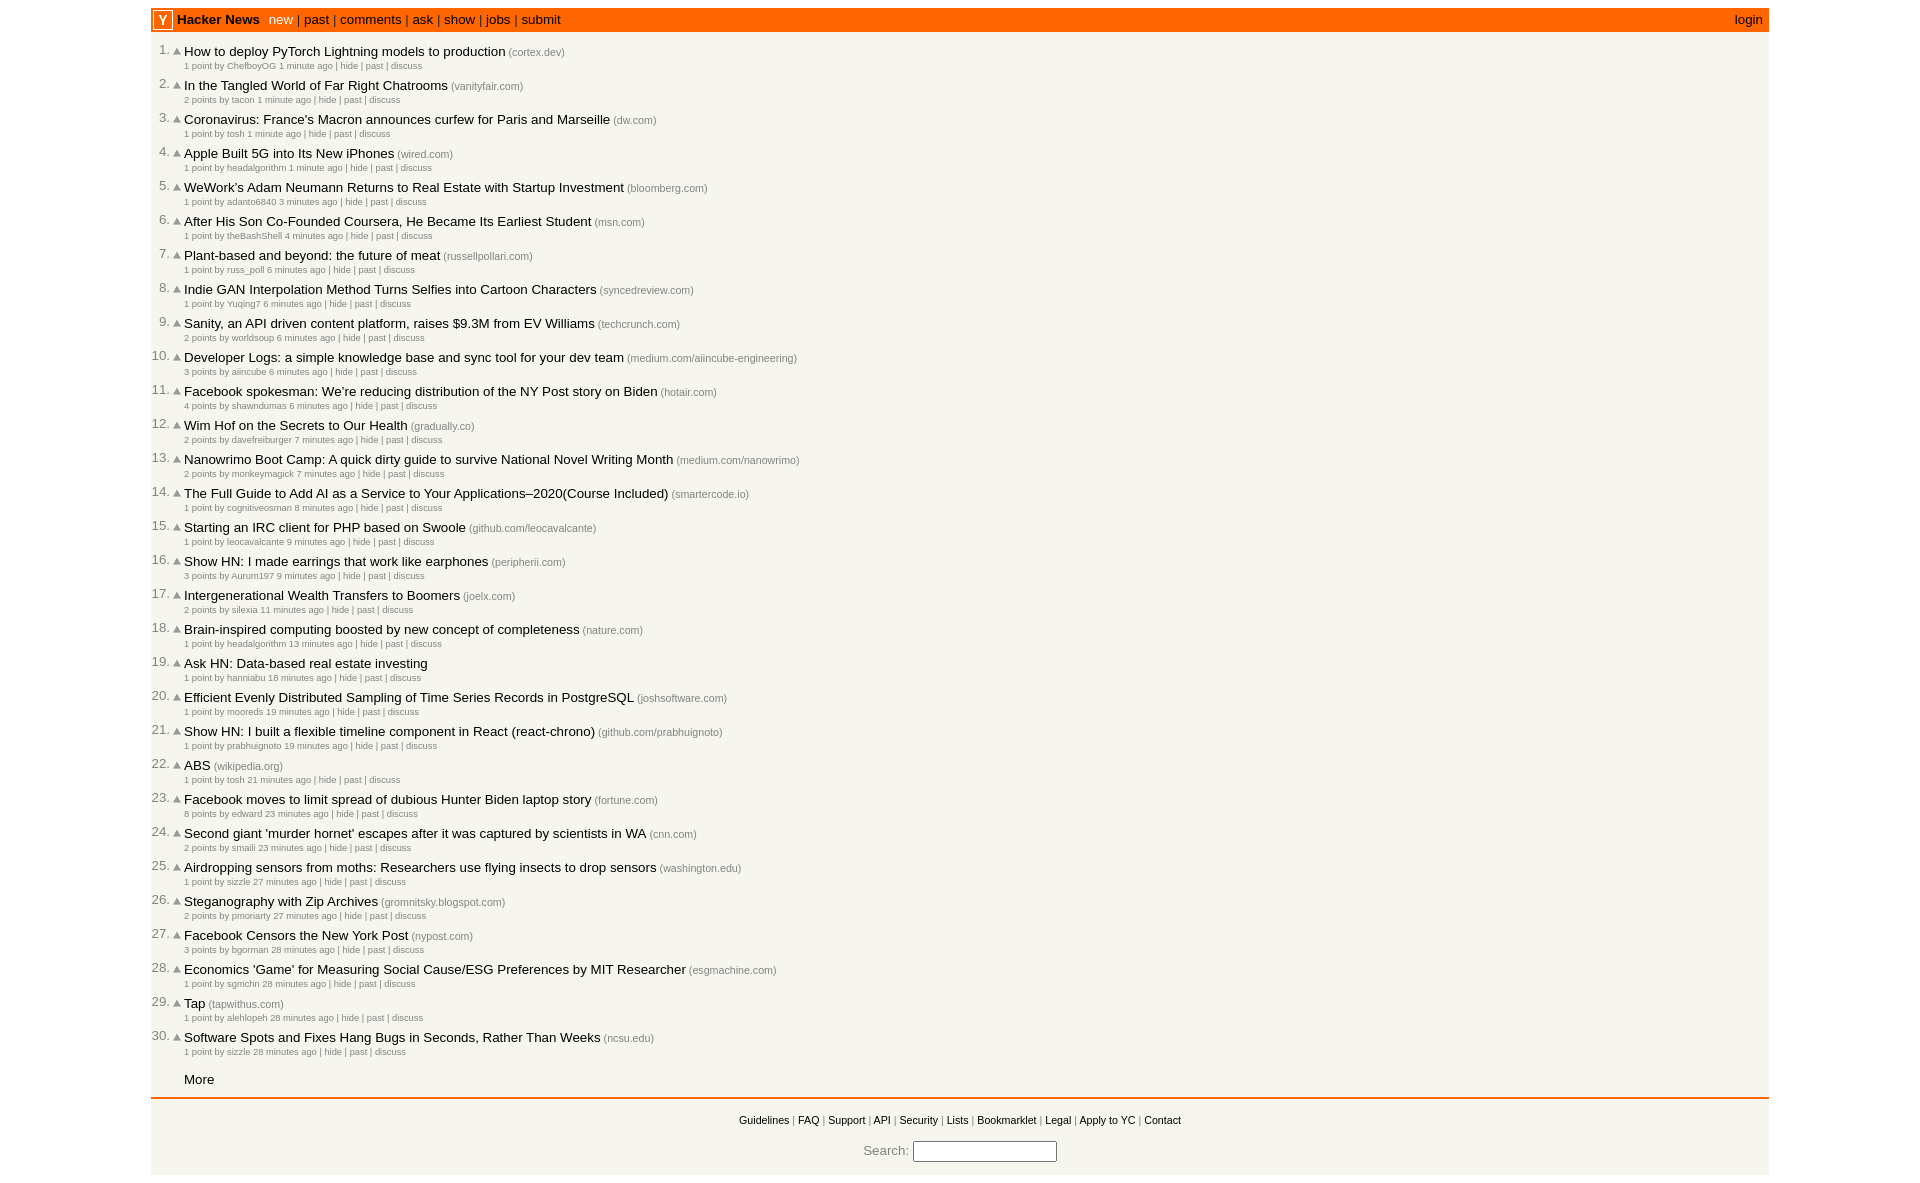 Y Hacker News new | past | comments | ask | show | jobs | submit login
1. How to deploy PyTorch Lightning models to production (cortex.dev)
1 point by ChefboyOG 1 minute ago | hide | past | discuss
2. In the Tangled World of Far Right Chatrooms (vanityfair.com)
2 points by tacon 1 minute ago | hide | past | discuss
3. Coronavirus: France's Macron announces curfew for Paris and Marseille (dw.com)
1 point by tosh 1 minute ago | hide | past | discuss
4. Apple Built 5G into Its New iPhones (wired.com)
1 point by headalgorithm 1 minute ago | hide | past | discuss
5. WeWork’s Adam Neumann Returns to Real Estate with Startup Investment (bloomberg.com)
1 point by adanto6840 3 minutes ago | hide | past | discuss
6. After His Son Co-Founded Coursera, He Became Its Earliest Student (msn.com)
1 point by theBashShell 4 minutes ago | hide | past | discuss
7. Plant-based and beyond: the future of meat (russellpollari.com)
1 point by russ_poll 6 minutes ago | hide | past | discuss
8. Indie GAN Interpolation Method Turns Selfies into Cartoon Characters (syncedreview.com)
1 point by Yuqing7 6 minutes ago | hide | past | discuss
9. Sanity, an API driven content platform, raises $9.3M from EV Williams (techcrunch.com)
2 points by worldsoup 6 minutes ago | hide | past | discuss
10. Developer Logs: a simple knowledge base and sync tool for your dev team (medium.com/aiincube-engineering)
3 points by aiincube 6 minutes ago | hide | past | discuss
11. Facebook spokesman: We’re reducing distribution of the NY Post story on Biden (hotair.com)
4 points by shawndumas 6 minutes ago | hide | past | discuss
12. Wim Hof on the Secrets to Our Health (gradually.co)
2 points by davefreiburger 7 minutes ago | hide | past | discuss
13. Nanowrimo Boot Camp: A quick dirty guide to survive National Novel Writing Month (medium.com/nanowrimo)
2 points by monkeymagick 7 minutes ago | hide | past | discuss
14. The Full Guide to Add AI as a Service to Your Applications–2020(Course Included) (smartercode.io)
1 point by cognitiveosman 8 minutes ago | hide | past | discuss
15. Starting an IRC client for PHP based on Swoole (github.com/leocavalcante)
1 point by leocavalcante 9 minutes ago | hide | past | discuss
16. Show HN: I made earrings that work like earphones (peripherii.com)
3 points by Aurum197 9 minutes ago | hide | past | discuss
17. Intergenerational Wealth Transfers to Boomers (joelx.com)
2 points by silexia 11 minutes ago | hide | past | discuss
18. Brain-inspired computing boosted by new concept of completeness (nature.com)
1 point by headalgorithm 13 minutes ago | hide | past | discuss
19. Ask HN: Data-based real estate investing
1 point by hanniabu 18 minutes ago | hide | past | discuss
20. Efficient Evenly Distributed Sampling of Time Series Records in PostgreSQL (joshsoftware.com)
1 point by mooreds 19 minutes ago | hide | past | discuss
21. Show HN: I built a flexible timeline component in React (react-chrono) (github.com/prabhuignoto)
1 point by prabhuignoto 19 minutes ago | hide | past | discuss
22. ABS (wikipedia.org)
1 point by tosh 21 minutes ago | hide | past | discuss
23. Facebook moves to limit spread of dubious Hunter Biden laptop story (fortune.com)
8 points by edward 23 minutes ago | hide | past | discuss
24. Second giant 'murder hornet' escapes after it was captured by scientists in WA (cnn.com)
2 points by smaili 23 minutes ago | hide | past | discuss
25. Airdropping sensors from moths: Researchers use flying insects to drop sensors (washington.edu)
1 point by sizzle 27 minutes ago | hide | past | discuss
26. Steganography with Zip Archives (gromnitsky.blogspot.com)
2 points by pmoriarty 27 minutes ago | hide | past | discuss
27. Facebook Censors the New York Post (nypost.com)
3 points by bgorman 28 minutes ago | hide | past | discuss
28. Economics 'Game' for Measuring Social Cause/ESG Preferences by MIT Researcher (esgmachine.com)
1 point by sgmchn 28 minutes ago | hide | past | discuss
29. Tap (tapwithus.com)
1 point by alehlopeh 28 minutes ago | hide | past | discuss
30. Software Spots and Fixes Hang Bugs in Seconds, Rather Than Weeks (ncsu.edu)
1 point by sizzle 28 minutes ago | hide | past | discuss
More
Guidelines | FAQ | Support | API | Security | Lists | Bookmarklet | Legal | Apply to YC | Contact
Search: